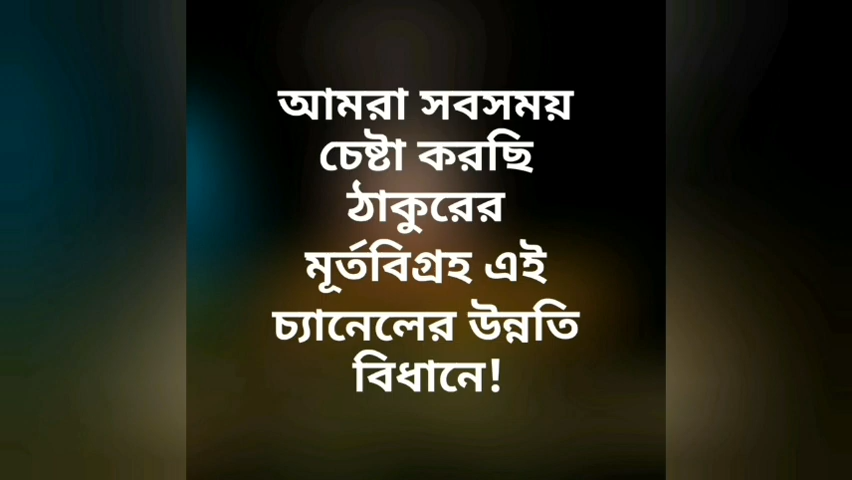 আমরা সবসময়
চেষ্টা করছি
ঠাকুরের
মূর্তবিগ্রহ এই
চ্যানেলের উন্নতি
বিধানে!